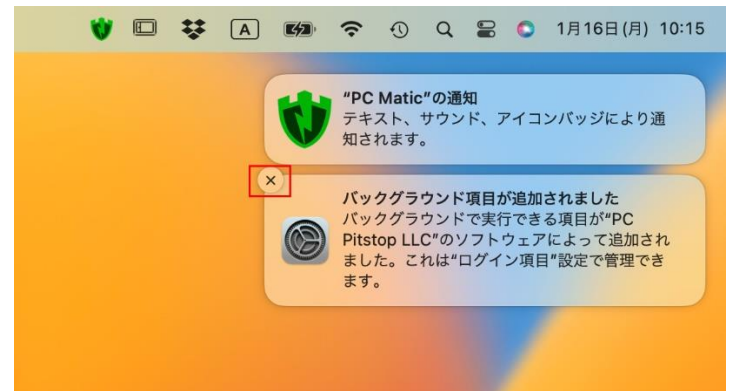 A 1月16日(月) 10:15
“PC Matic”の通知
テキスト、サウンド、アイコンバッジにより通
知されます。
バックグラウンド項目が追加されました
バックグラウンドで実行できる項目が“PC
Pitstop LLC”のソフトウェアによって追加され
ました。これは“ログイン項目”設定で管理でき
ます。